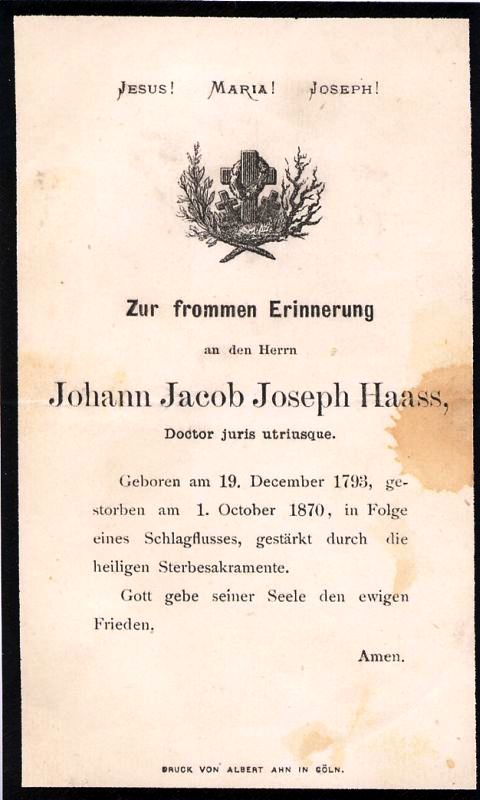 JESUS! MARIA! JOSEPH!
Zur frommen Erinnerung
an den Herrn
Johann Jacob Joseph Haass,
Doctor juris utriusque.
Geboren am 19. December 1793, ge-
storben am 1. October 1870, in Folge
eines Schlagflusses, gestärkt durch die
heiligen Sterbesakramente.
Gott gebe seiner Seele den ewigen
Frieden.
Amen.
DRUCK VON ALBERT AHN IN CÖLN.